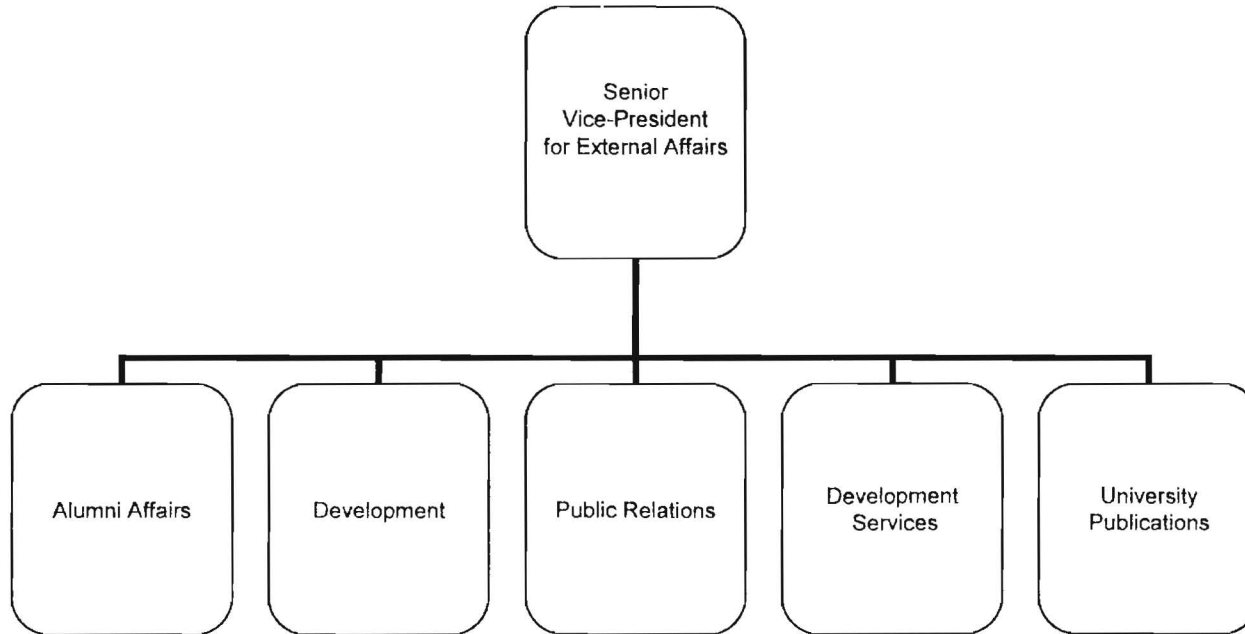 Senior
Vice-President
for External Affairs
Alumni Affairs
Development
Public Relations
Development
Services
University
Publications